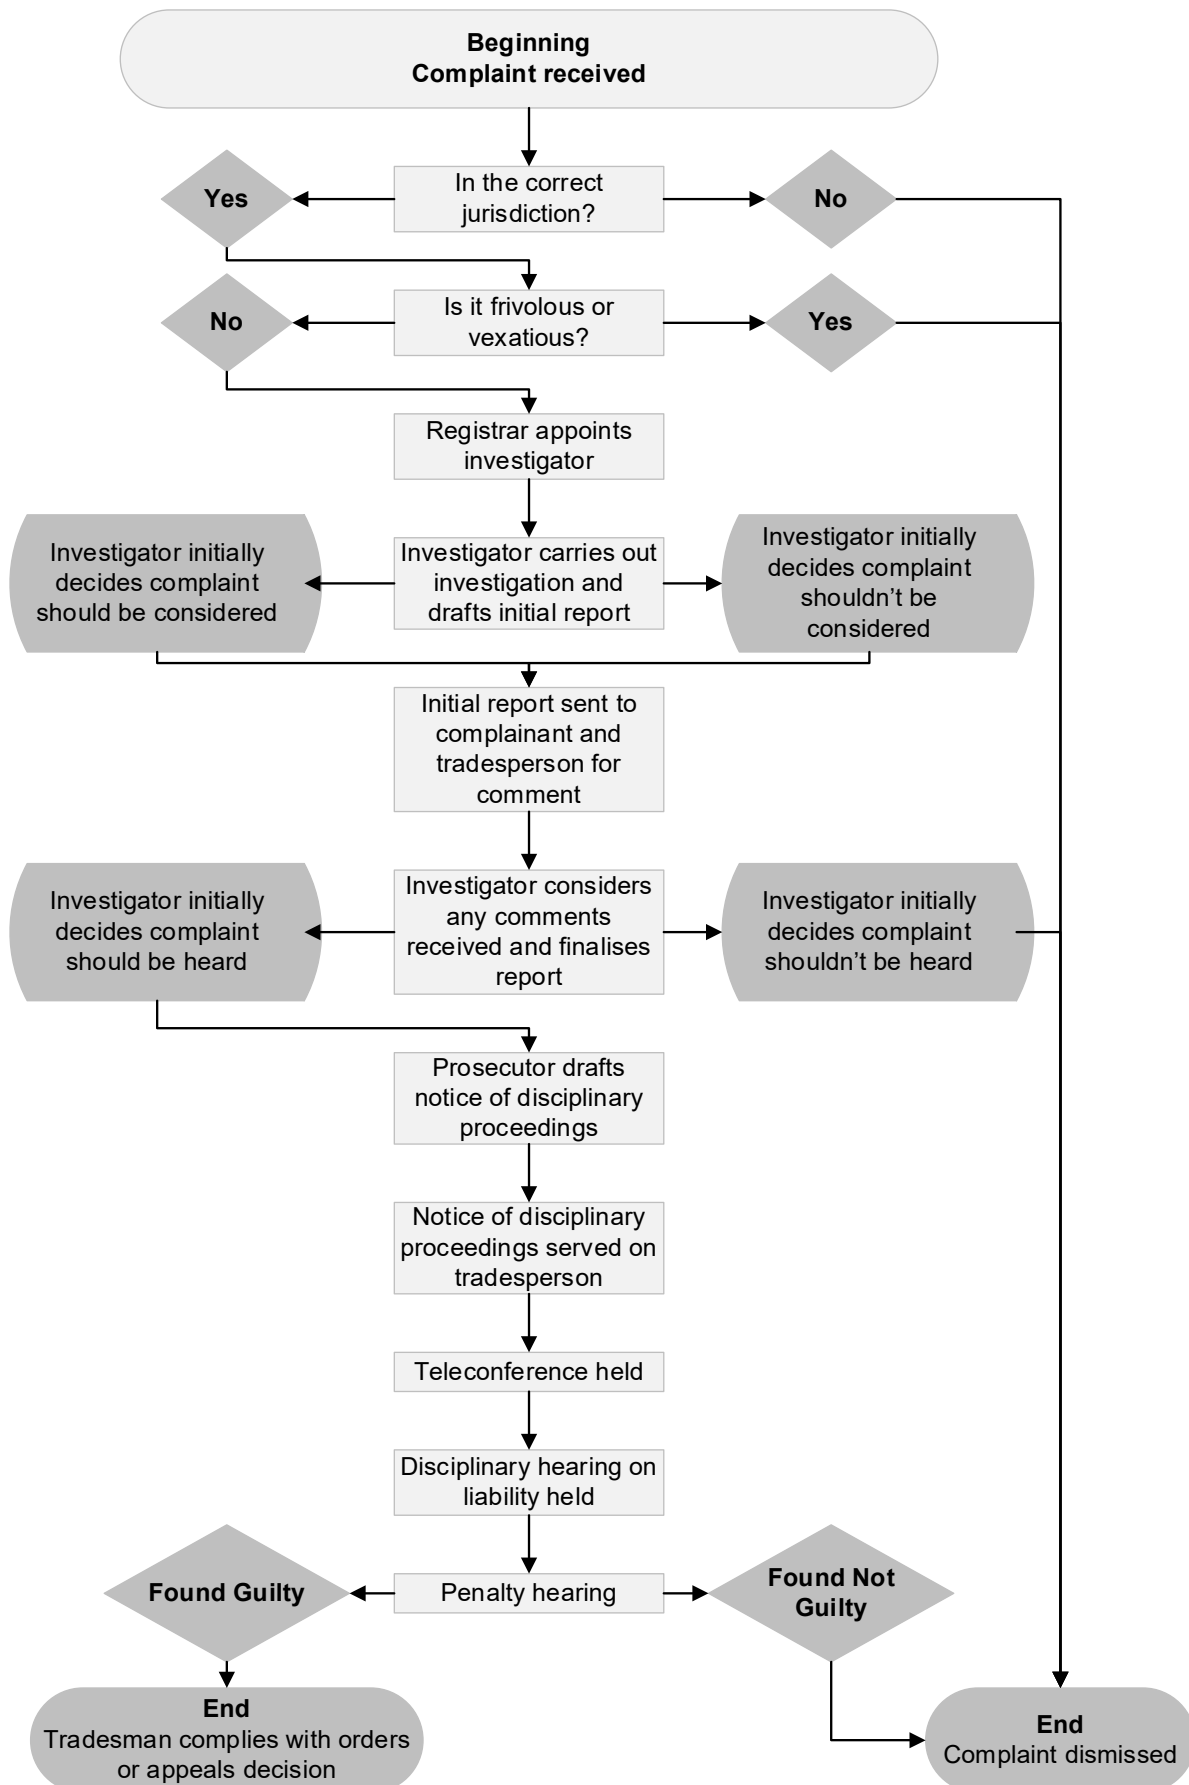 Beginning
Complaint received
In the correct
jurisdiction?
Yes
No
Is it frivolous or
vexatious?
No
Yes
Registrar appoints
investigator
Investigator carries out
investigation and
drafts initial report
Investigator initially
decides complaint
should be considered
Investigator initially
decides complaint
shouldn’t be
considered
Initial report sent to
complainant and
tradesperson for
comment
Investigator considers
any comments
received and finalises
report
Investigator initially
decides complaint
should be heard
Investigator initially
decides complaint
shouldn’t be heard
Prosecutor drafts
notice of disciplinary
proceedings
Notice of disciplinary
proceedings served on
tradesperson
Teleconference held
Disciplinary hearing on
liability held
Penalty hearing
Found Guilty
Found Not
Guilty
End
Tradesman complies with orders
or appeals decision
End
Complaint dismissed